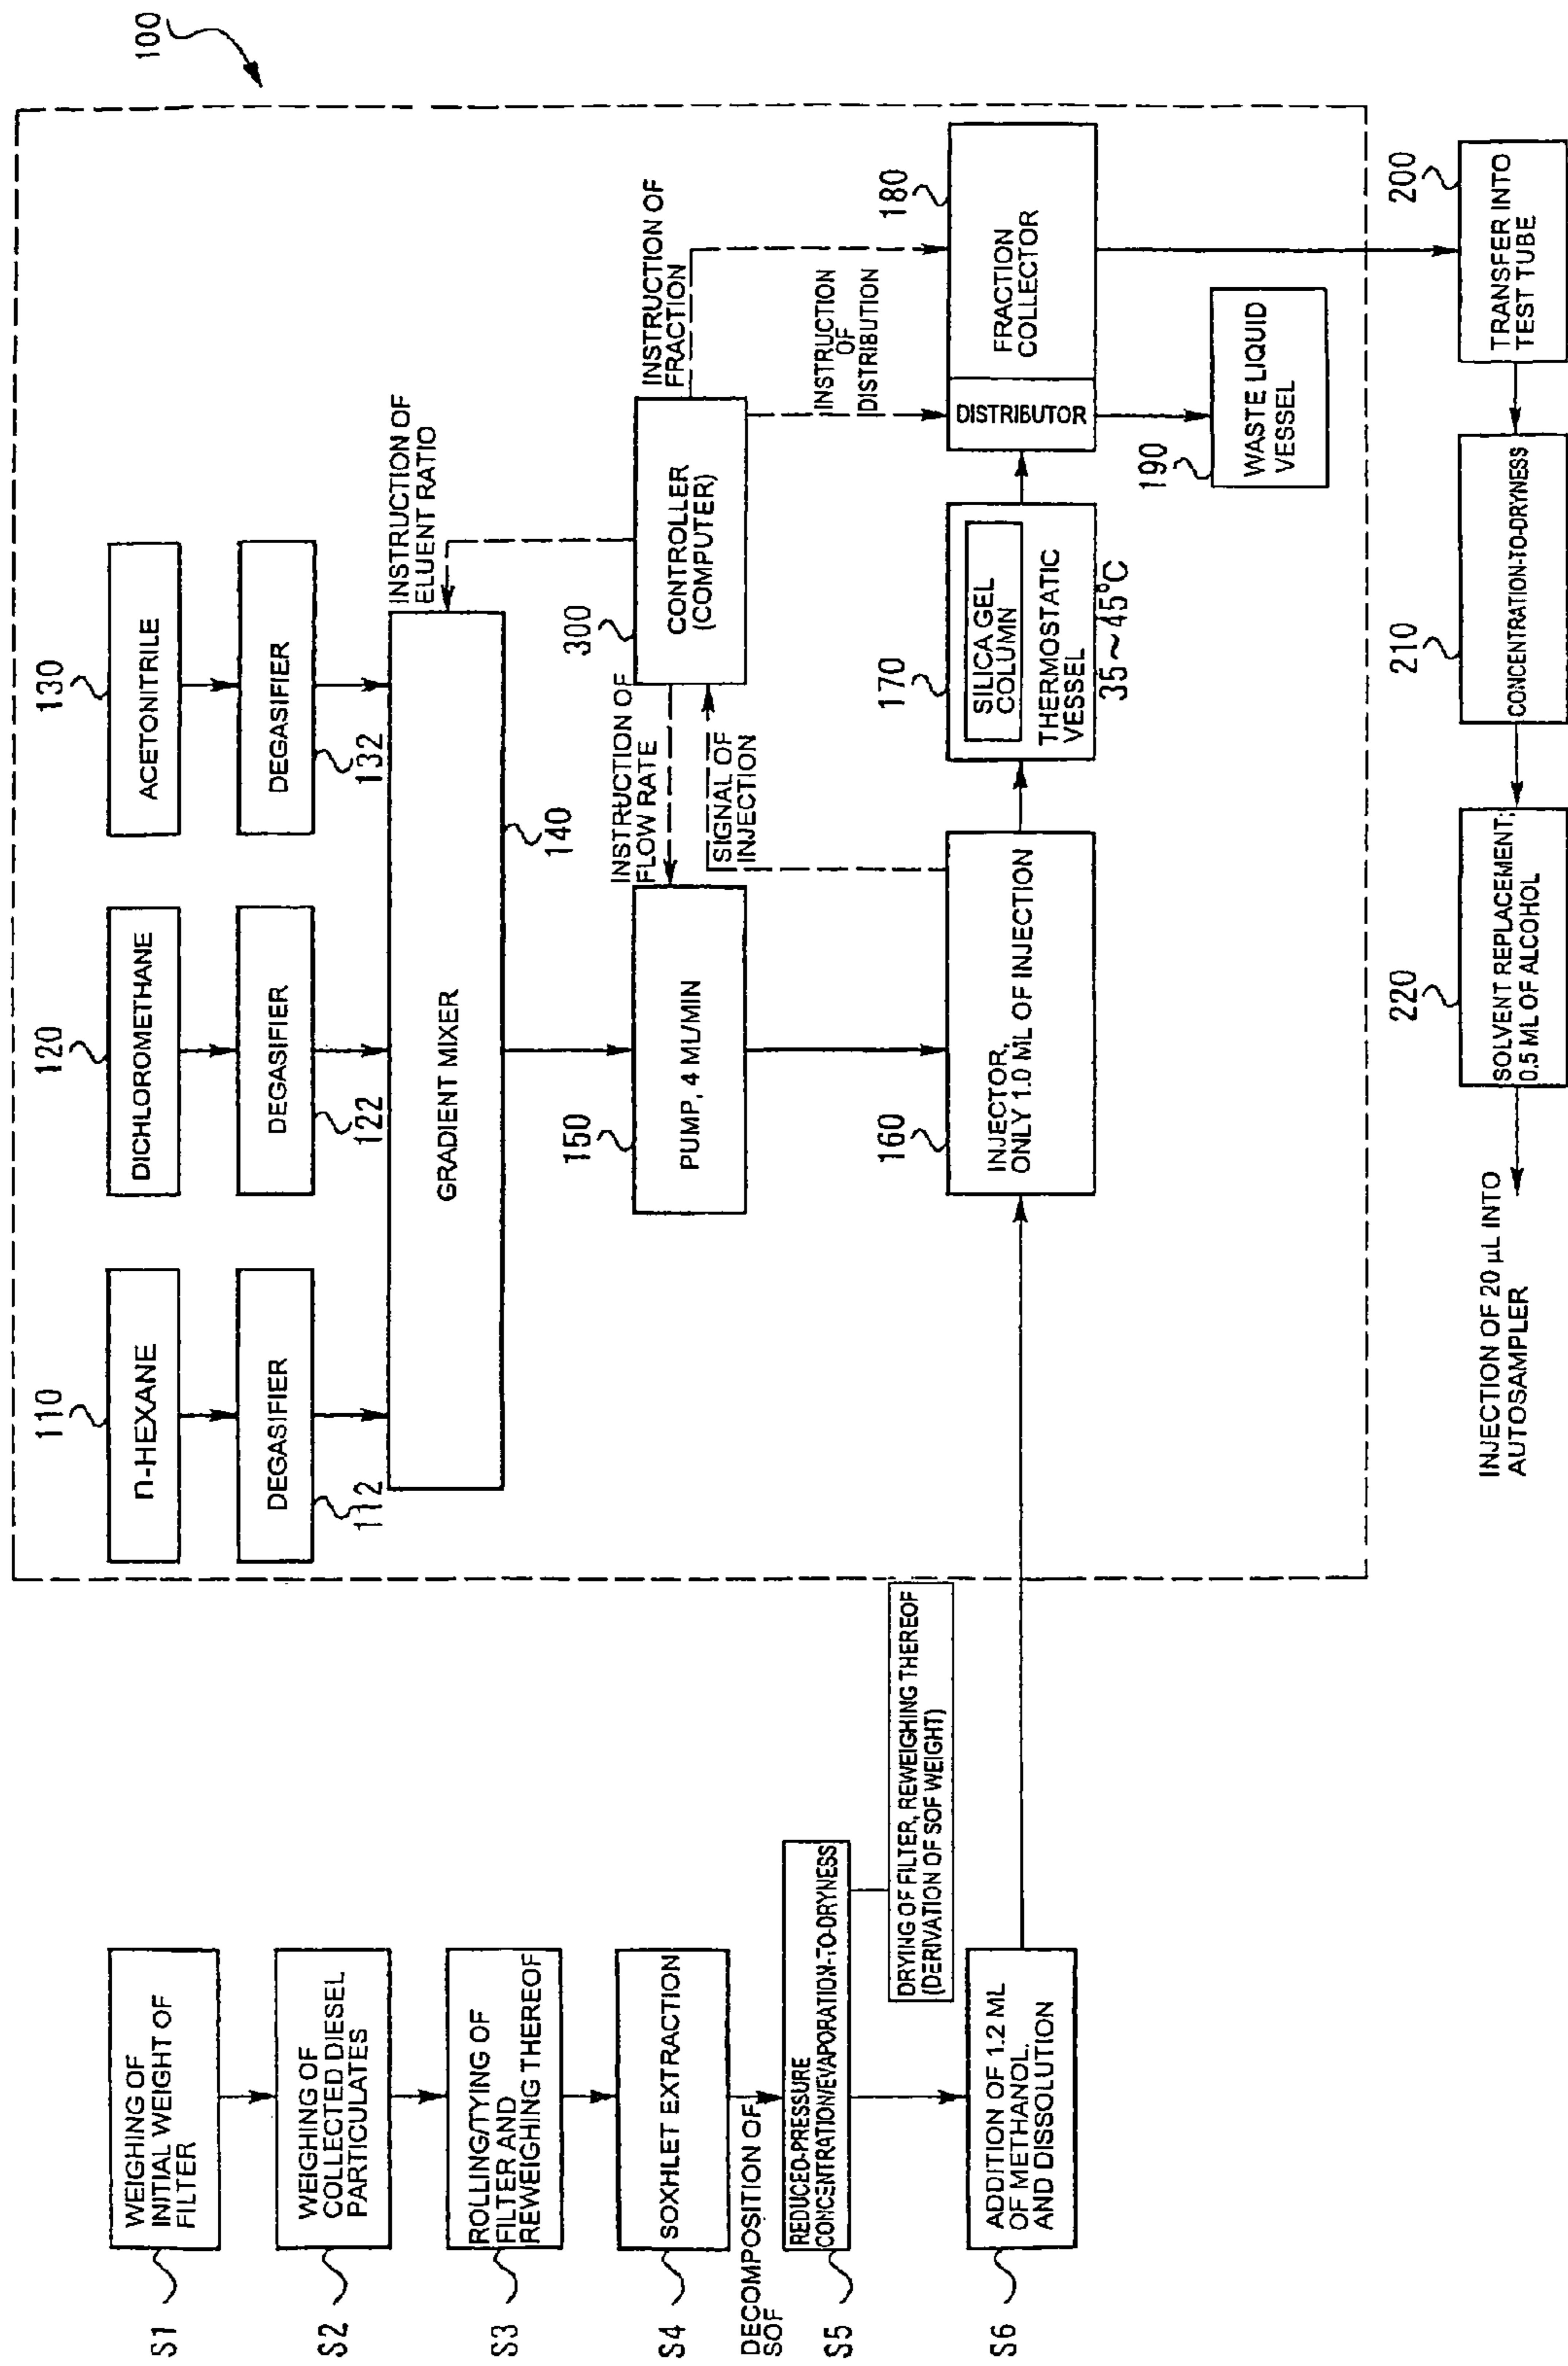 100
S1
WEIGHING OF
INITIAL WEIGHT OF
FILTER
S2
WEIGHING OF
COLLECTED DIESEL
PARTICULATES
S3
ROLLING/TYING OF
FILTER AND
REWEIGHING THEREOF
S4
SOXHLET EXTRACTION
DECOMPOSITION OF
SOF
S5
REDUCED-PRESSURE
CONCENTRATION/EVAPORATION-TO-DRYNESS
DRYING OF FILTER, REWEIGHING THEREOF
(DERIVATION OF SOF WEIGHT)
S6
ADDITION OF 1.2 ML
OF METHANOL,
AND DISSOLUTION
110
n-HEXANE
DEGASIFIER
112
120
DICHLOROMETHANE
DEGASIFIER
122
130
ACETONITRILE
DEGASIFIER
132
GRADIENT MIXER
140
INSTRUCTION OF
ELUENT RATIO
150
PUMP, 4 ML/MIN
INSTRUCTION OF
FLOW RATE
SIGNAL OF
INJECTION
300
CONTROLLER
(COMPUTER)
INSTRUCTION OF
FRACTION
INSTRUCTION
OF
DISTRIBUTION
160
INJECTOR,
ONLY 1.0 ML OF INJECTION
170
SILICA GEL
COLUMN
THERMOSTATIC
VESSEL
35~45°C
DISTRIBUTOR
180
FRACTION
COLLECTOR
190
WASTE LIQUID
VESSEL
200
TRANSFER INTO
TEST TUBE
210
CONCENTRATION-TO-DRYNESS
220
SOLVENT REPLACEMENT;
0.5 ML OF ALCOHOL
INJECTION OF 20 μL INTO
AUTOSAMPLER